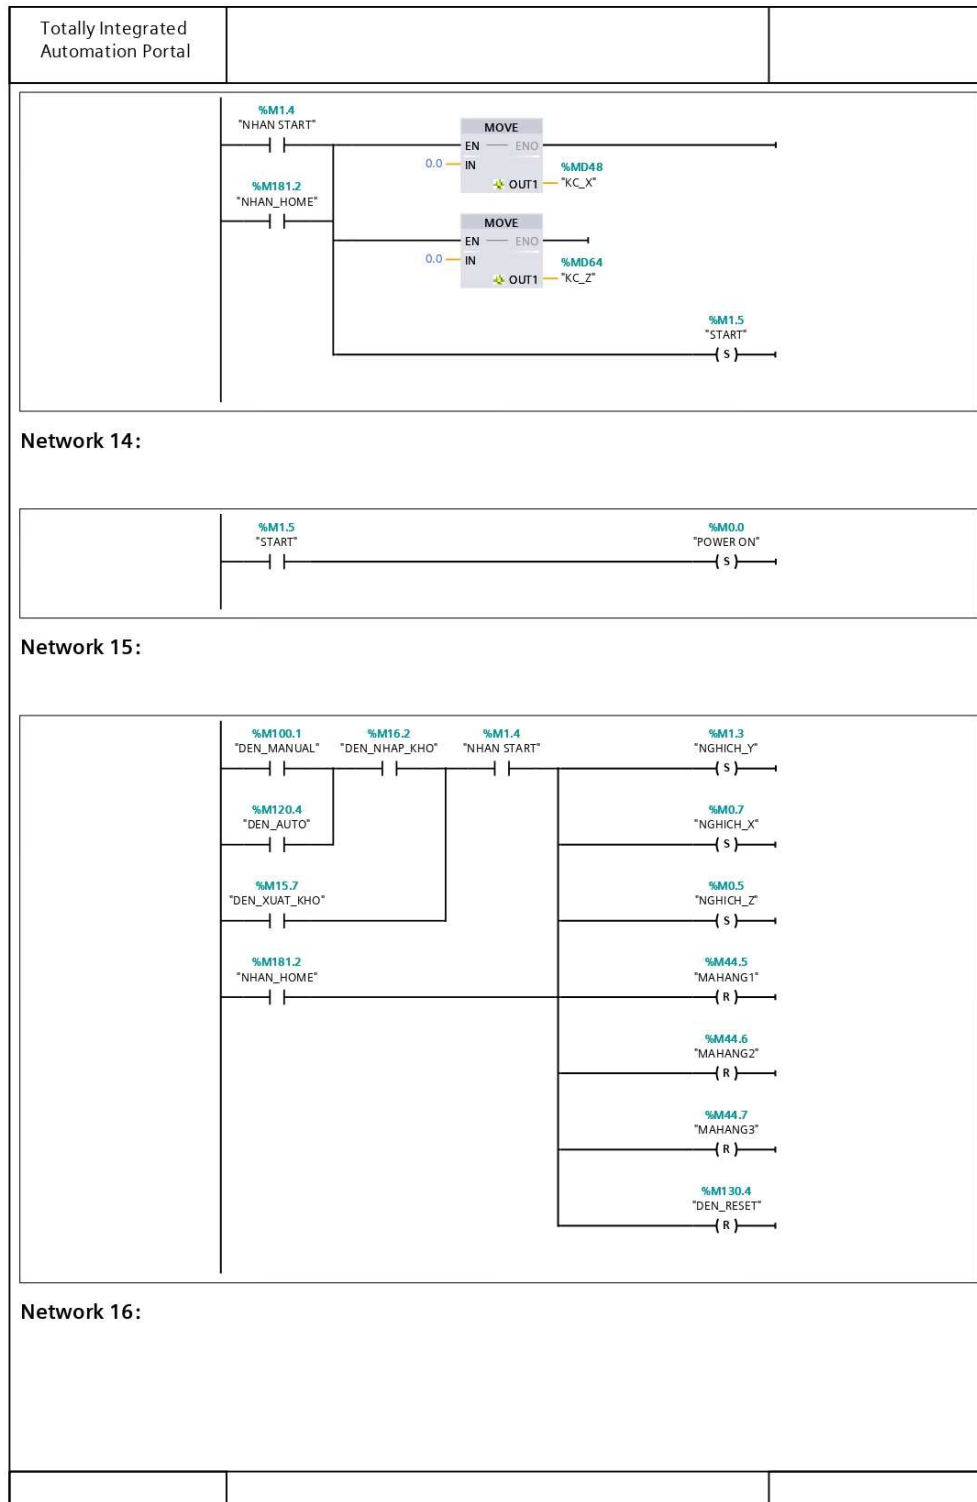 Totally Integrated
Automation Portal
%M1.4
"NHAN START"
MOVE
EN ENO
0.0 IN
%MD48
OUT1 "KC_X"
%M181.2
"NHAN_HOME"
MOVE
EN ENO
0.0 IN
%MD64
OUT1 "KC_Z"
%M1.5
"START"
S
Network 14:
%M1.5 %M0.0
"START" "POWER ON"
S
Network 15:
%M100.1 %M16.2 %M1.4 %M1.3
"DEN_MANUAL" "DEN_NHAP_KHO" "NHAN START" "NGHICH_Y"
S
%M120.4 %M0.7
"DEN_AUTO" "NGHICH_X"
S
%M15.7 %M0.5
"DEN_XUAT_KHO" "NGHICH_Z"
S
%M181.2 %M44.5
"NHAN_HOME" "MAHANG1"
R
%M44.6
"MAHANG2"
R
%M44.7
"MAHANG3"
R
%M130.4
"DEN_RESET"
R
Network 16: